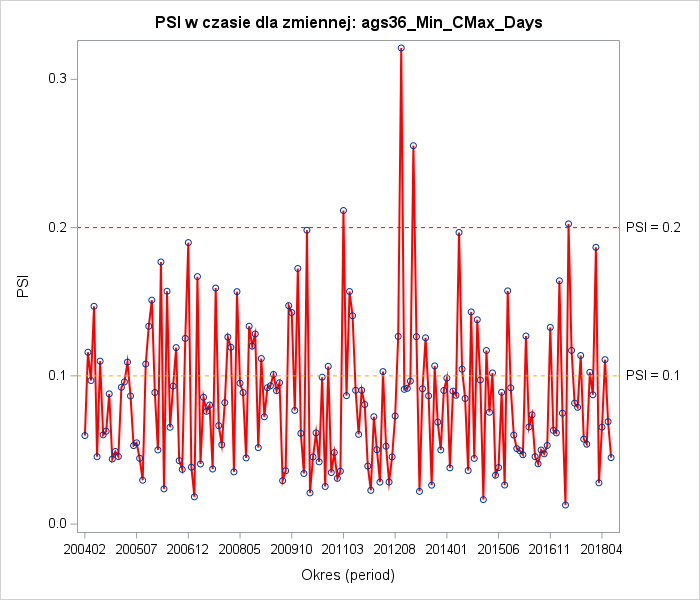 PSI w czasie dla zmiennej: ags36_Min_CMax_Days
0.3
0.2
0.1
0.0
PSI
PSI = 0.2
PSI = 0.1
200402 200507 200612 200805 200910 201103 201208 201401 201506 201611 201804
Okres (period)